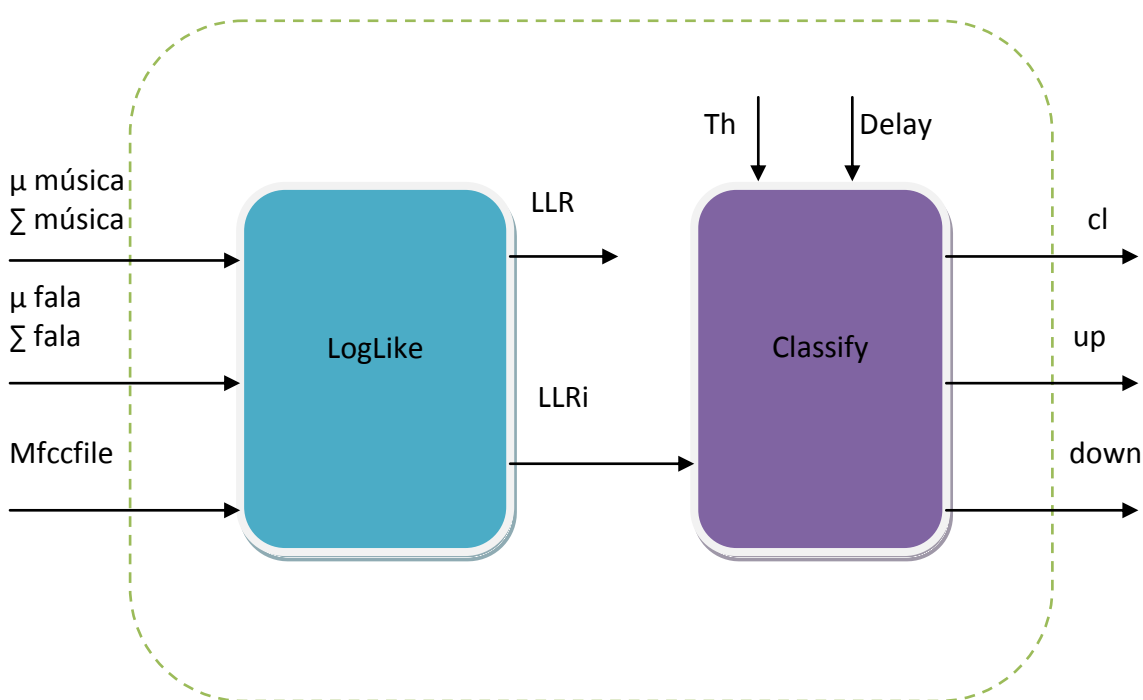 Th
Delay
μ música
∑ música
LLR
cl
μ fala
∑ fala
LogLike
Classify
up
LLRi
Mfccfile
down